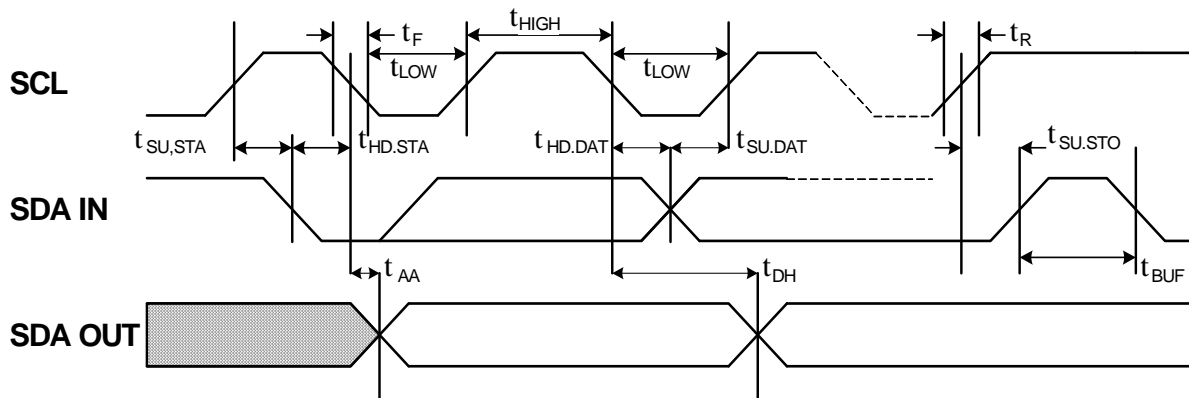 tF
tHIGH
tR
SCL
tLOW
tLOW
tSU,STA
tHD.STA
tHD.DAT
tSU.DAT
tSU.STO
SDA IN
tAA
tDH
tBUF
SDA OUT